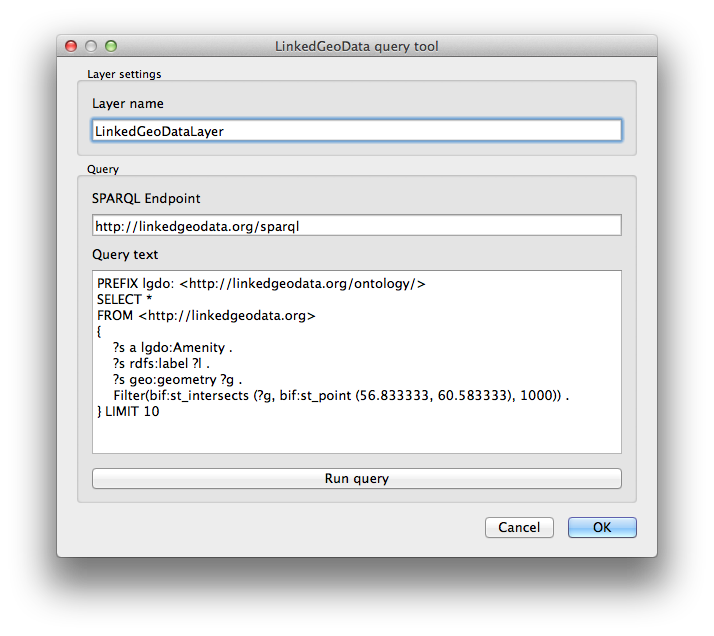 LinkedGeoData query tool
Layer settings
Layer name
LinkedGeoDataLayer
Query
SPARQL Endpoint
http://linkedgeodata.org/sparql
Query text
PREFIX lgdo: <http://linkedgeodata.org/ontology/>
SELECT *
FROM <http://linkedgeodata.org>
{
    ?s a lgdo:Amenity .
    ?s rdfs:label ?l .
    ?s geo:geometry ?g .
    Filter(bif:st_intersects (?g, bif:st_point (56.833333, 60.583333), 1000)) .
} LIMIT 10
Run query
Cancel OK